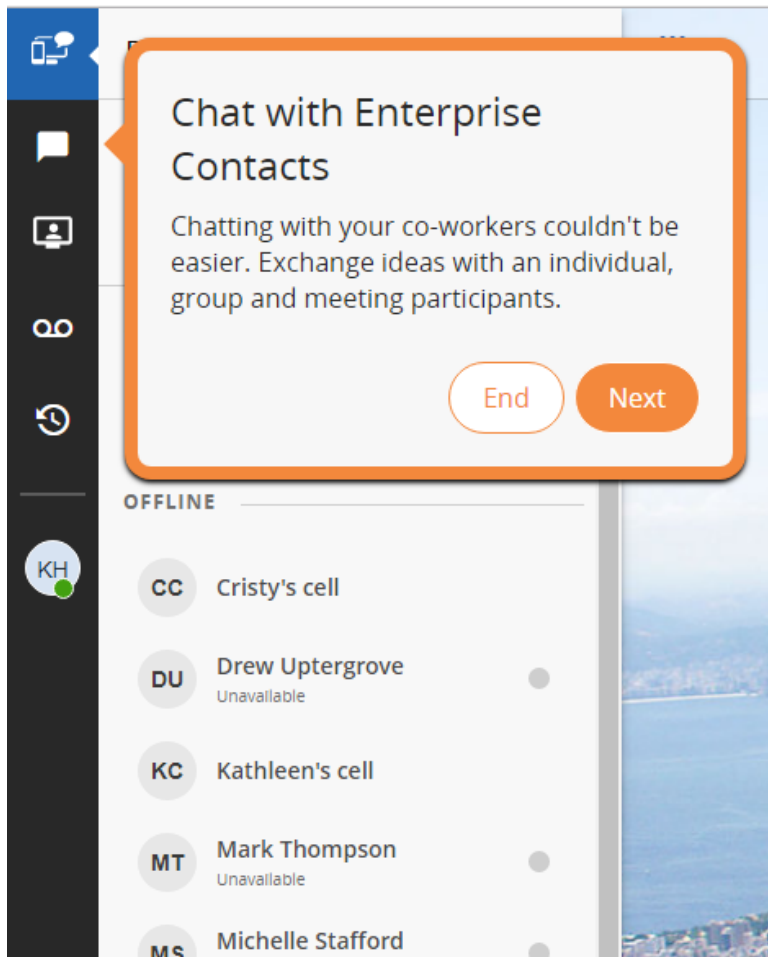 Chat with Enterprise
Contacts
Chatting with your co-workers couldn't be
easier. Exchange ideas with an individual,
group and meeting participants.
End
Next
OFFLINE
KH
CC
Cristy's cell
DU
Drew Uptergrove
Unavailable
KC
Kathleen's cell
MT
Mark Thompson
Unavailable
MS
Michelle Stafford